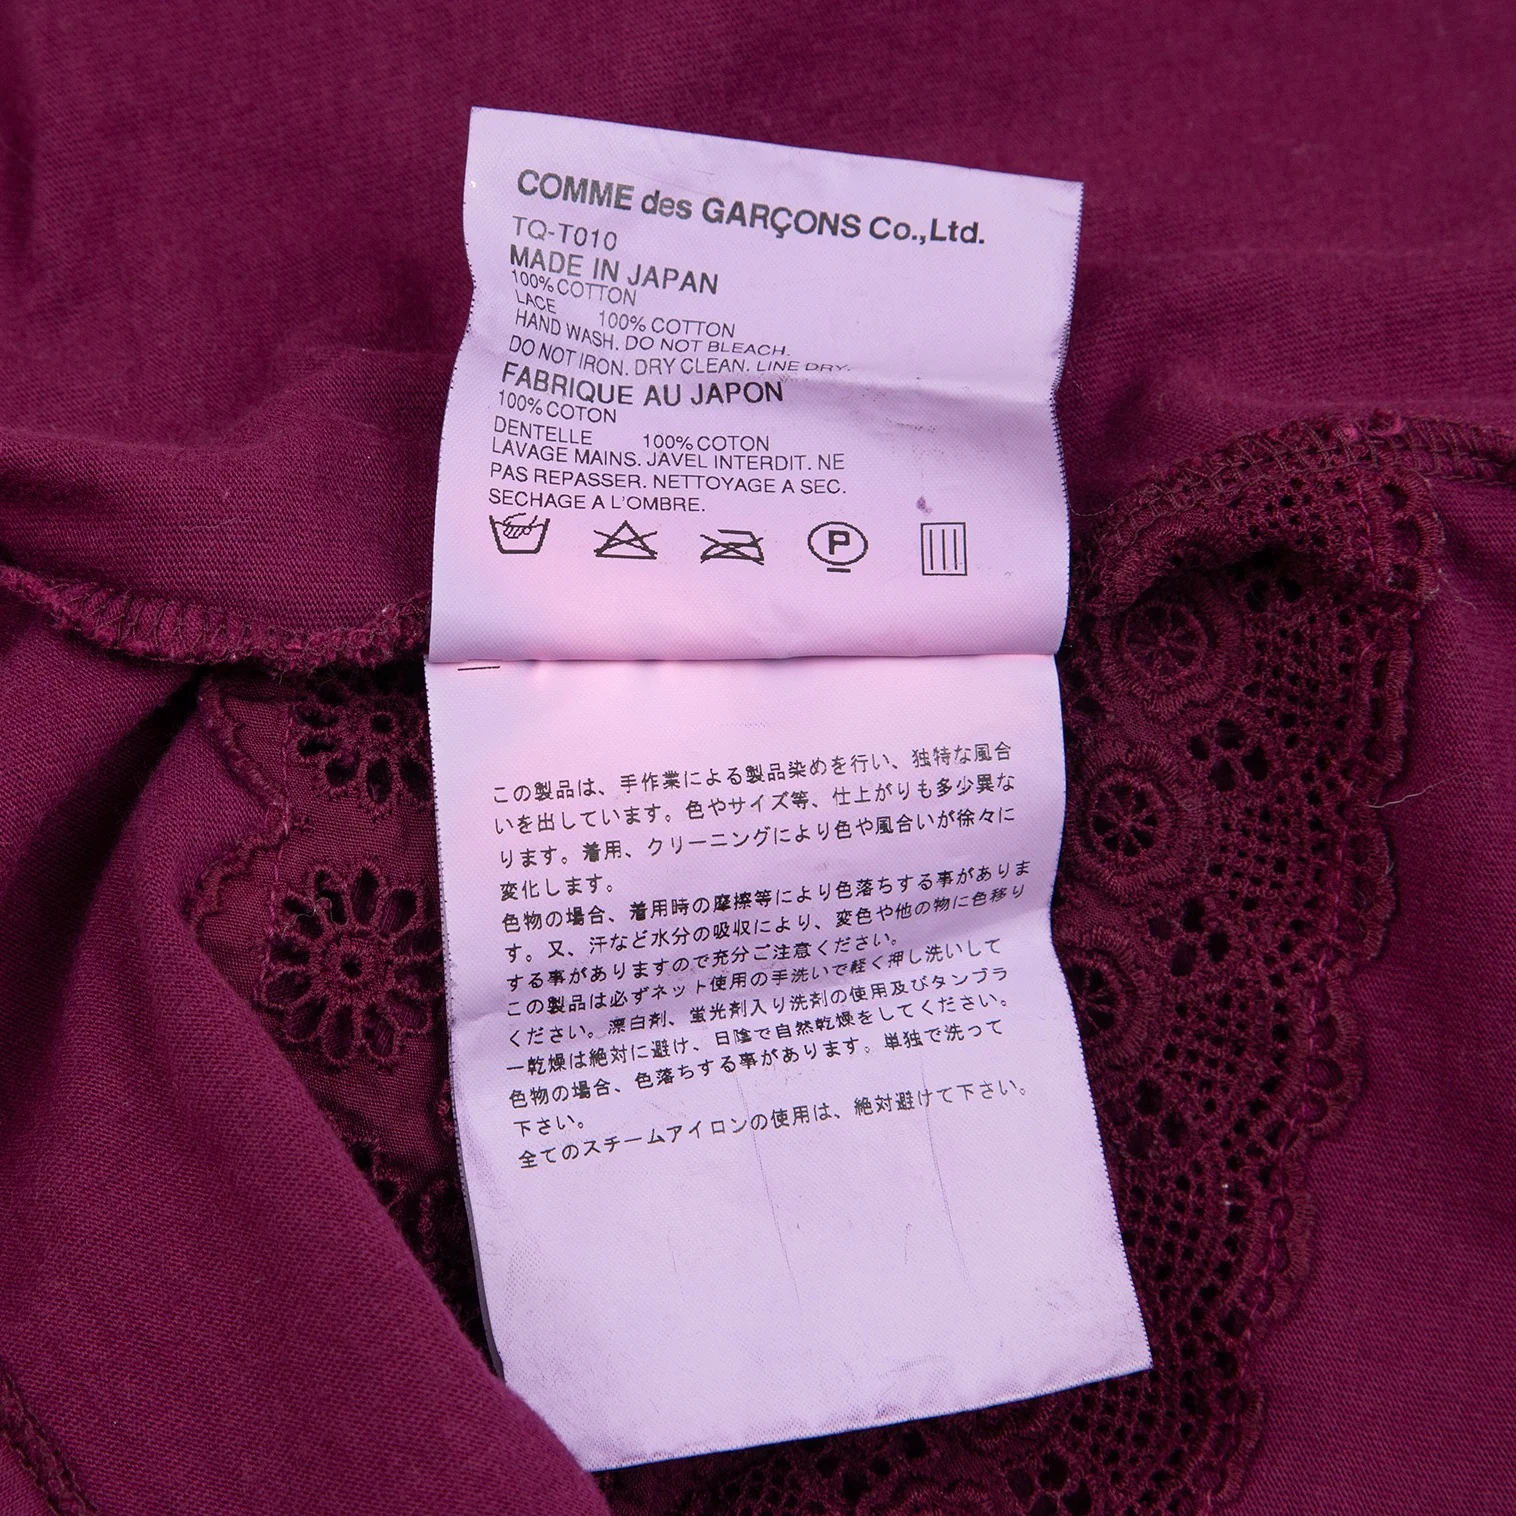 COMME des GARÇONS Co.,Ltd.
TQ-T010
MADE IN JAPAN
100% COTTON
LACE 100% COTTON
HAND WASH. DO NOT BLEACH.
DO NOT IRON. DRY CLEAN. LINE DRY.
FABRIQUE AU JAPON
100% COTON
DENTELLE 100% COTON
LAVAGE MAINS. JAVEL INTERDIT. NE
PAS REPASSER. NETTOYAGE A SEC.
SECHAGE A L'OMBRE.
P
この製品は、手作業による製品染めを行い、独特な風合
いを出しています。色やサイズ等、仕上がりも多少異な
ります。着用、クリーニングにより色や風合いが徐々に
変化します。
色物の場合、着用時の摩擦等により色落ちする事がありま
す。又、汗など水分の吸収により、変色や他の物に色移り
する事がありますので充分ご注意ください。
この製品は必ずネット使用の手洗いで軽く押し洗いして
ください。漂白剤、蛍光剤入り洗剤の使用及びタンブラ
ー乾燥は絶対に避け、日陰で自然乾燥をしてください。
色物の場合、色落ちする事があります。単独で洗って
下さい。
全てのスチームアイロンの使用は、絶対避けて下さい。